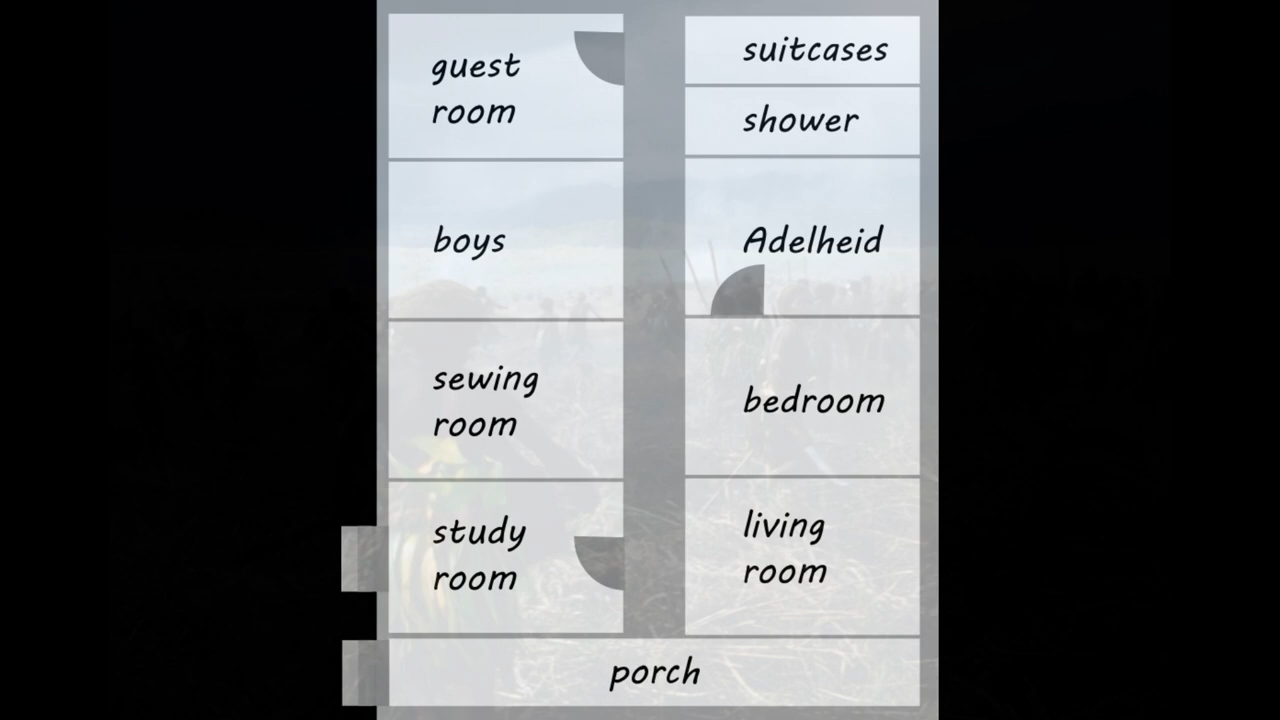 guest
room
suitcases
shower
boys
Adelheid
sewing
room
bedroom
study
room
living
room
porch